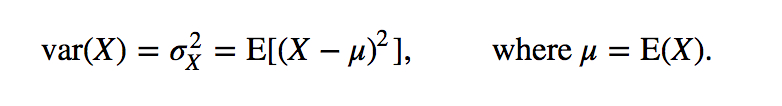 var(X) = σ²_X = E[(X − μ)²], where μ = E(X).